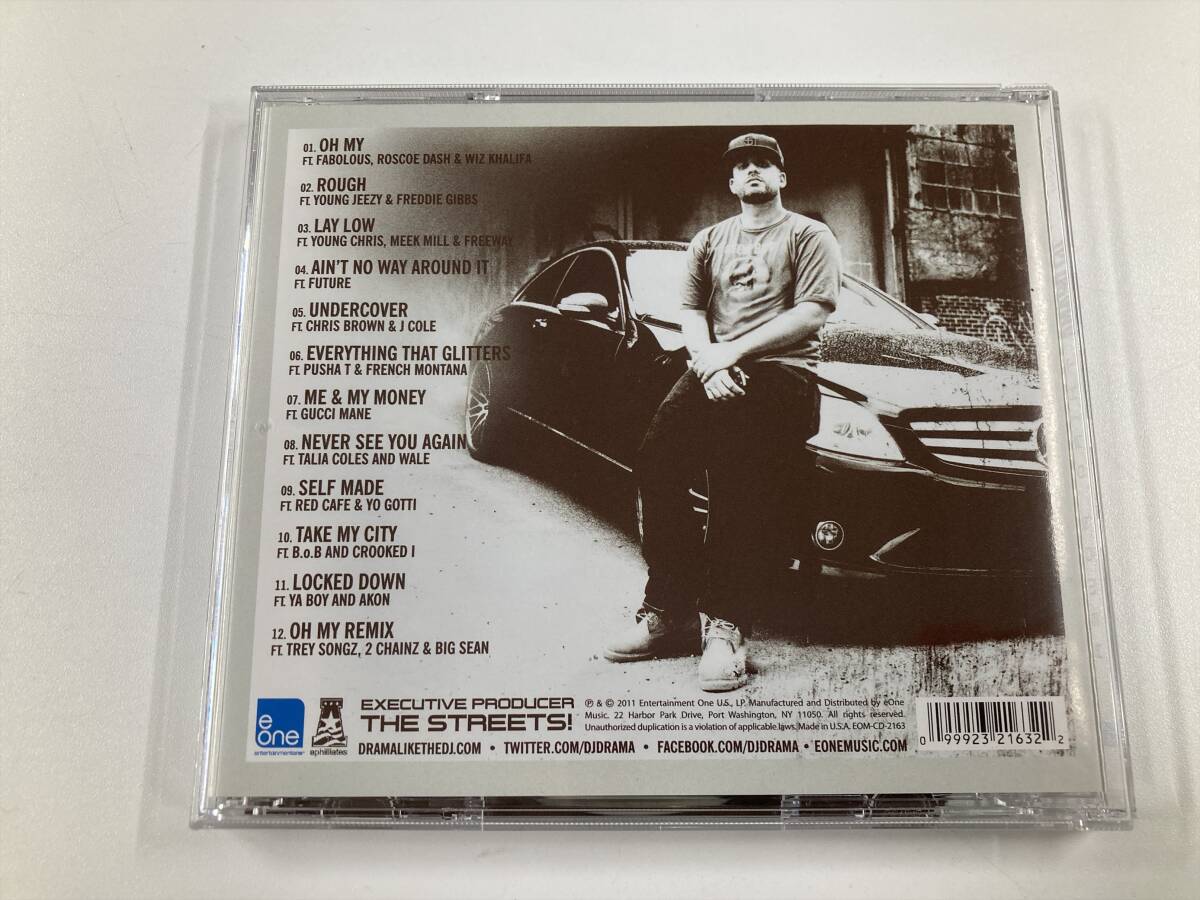 01. OH MY
FT. FABOLOUS, ROSCOE DASH & WIZ KHALIFA
02. ROUGH
FT. YOUNG JEEZY & FREDDIE GIBBS
03. LAY LOW
FT. YOUNG CHRIS, MEEK MILL & FREEWAY
04. AIN'T NO WAY AROUND IT
FT. FUTURE
05. UNDERCOVER
FT. CHRIS BROWN & J COLE
06. EVERYTHING THAT GLITTERS
FT. PUSHA T & FRENCH MONTANA
07. ME & MY MONEY
FT. GUCCI MANE
08. NEVER SEE YOU AGAIN
FT. TALIA COLES AND WALE
09. SELF MADE
FT. RED CAFE & YO GOTTI
10. TAKE MY CITY
FT. B.o.B AND CROOKED I
11. LOCKED DOWN
FT. YA BOY AND AKON
12. OH MY REMIX
FT. TREY SONGZ, 2 CHAINZ & BIG SEAN
e one
entertainmentone
aphilliates
EXECUTIVE PRODUCER
THE STREETS!
℗ & © 2011 Entertainment One U.S., LP. Manufactured and Distributed by eOne
Music. 22 Harbor Park Drive, Port Washington, NY 11050. All rights reserved.
Unauthorized duplication is a violation of applicable laws. Made in U.S.A. EOM-CD-2163
DRAMALIKETHEDJ.COM • TWITTER.COM/DJDRAMA • FACEBOOK.COM/DJDRAMA • EONEMUSIC.COM
0 99923 21632 2